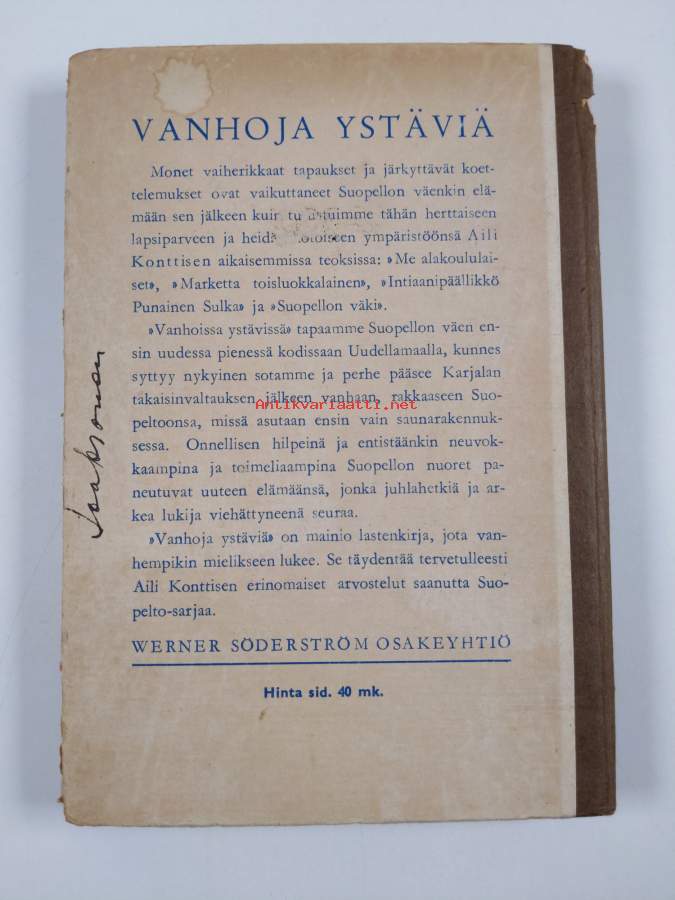 VANHOJA YSTÄVIÄ
Monet vaiherikkaat tapaukset ja järkyttävät koet-
telemukset ovat vaikuttaneet Suopellon väenkin elä-
mään sen jälkeen kuin tutustuimme tähän herttaiseen
lapsiparveen ja heidän kotoiseen ympäristöönsä Aili
Konttisen aikaisemmissa teoksissa: »Me alakoululai-
set», »Marketta toisluokkalainen», »Intiaanipäällikkö
Punainen Sulka» ja »Suopellon väki».
»Vanhoissa ystävissä» tapaamme Suopellon väen en-
sin uudessa pienessä kodissaan Uudellamaalla, kunnes
syttyy nykyinen sotamme ja perhe pääsee Karjalan
takaisinvaltauksen jälkeen vanhaan, rakkaaseen Suo-
Antikvariaatti.net
peltoonsa, missä asutaan ensin vain saunarakennuk-
sessa. Onnellisen hilpeinä ja entistäänkin neuvok-
kaampina ja toimeliaampina Suopellon nuoret pa-
neutuvat uuteen elämäänsä, jonka juhlahetkiä ja ar-
kea lukija viehättyneenä seuraa.
»Vanhoja ystäviä» on mainio lastenkirja, jota van-
hempikin mielikseen lukee. Se täydentää tervetulleesti
Aili Konttisen erinomaiset arvostelut saanutta Suo-
pelto-sarjaa.
WERNER SÖDERSTRÖM OSAKEYHTIÖ
Hinta sid. 40 mk.